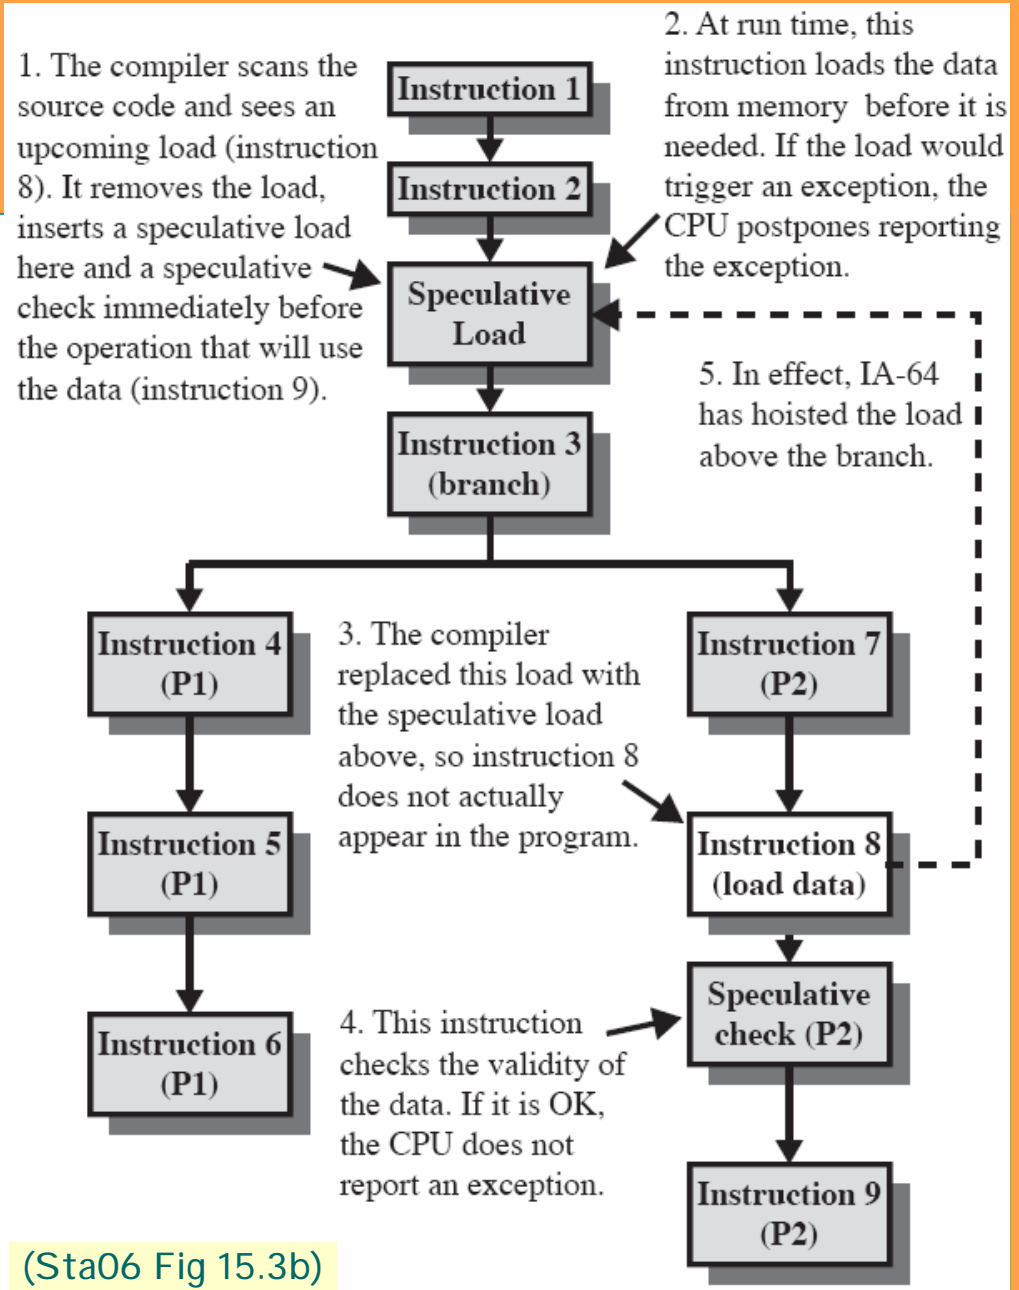 1. The compiler scans the
source code and sees an
upcoming load (instruction
8). It removes the load,
inserts a speculative load
here and a speculative
check immediately before
the operation that will use
the data (instruction 9).
Instruction 1
Instruction 2
2. At run time, this
instruction loads the data
from memory before it is
needed. If the load would
trigger an exception, the
CPU postpones reporting
the exception.
Speculative
Load
Instruction 3
(branch)
5. In effect, IA-64
has hoisted the load
above the branch.
Instruction 4
(P1)
Instruction 5
(P1)
Instruction 6
(P1)
3. The compiler
replaced this load with
the speculative load
above, so instruction 8
does not actually
appear in the program.
Instruction 7
(P2)
Instruction 8
(load data)
4. This instruction
checks the validity of
the data. If it is OK,
the CPU does not
report an exception.
Speculative
check (P2)
Instruction 9
(P2)
(Sta06 Fig 15.3b)